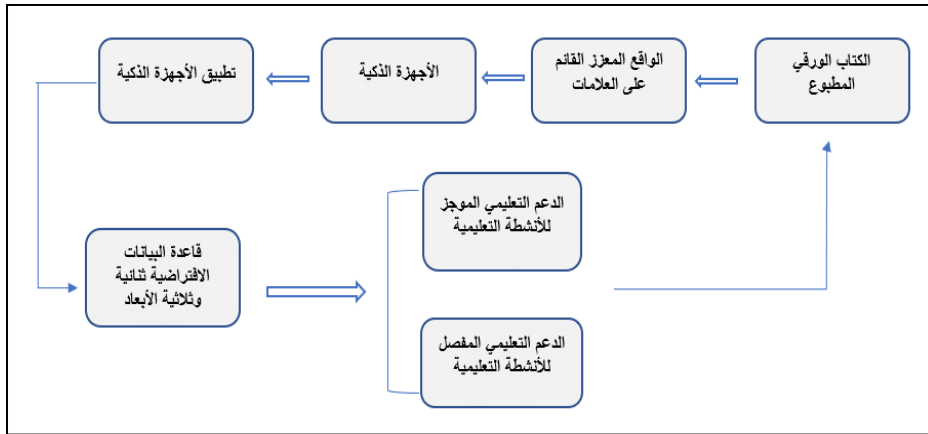 الكتاب الورقي
المطبوع
الواقع المعزز القائم
على العلامات
الأجهزة الذكية
تطبيق الأجهزة الذكية
قاعدة البيانات
الافتراضية ثنائية
وثلاثية الأبعاد
الدعم التعليمي الموجز
للأنشطة التعليمية
الدعم التعليمي المفصل
للأنشطة التعليمية